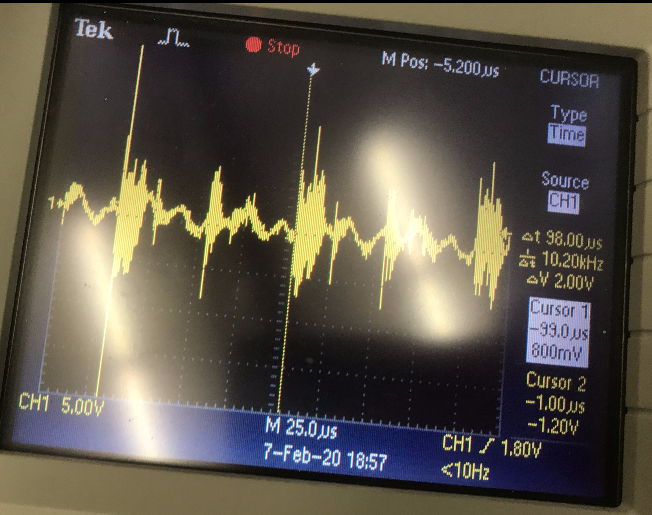 Tek
Stop
M Pos: -5.200µs
CURSOR
Type
Time
Source
CH1
Δt 98.00µs
1/Δt 10.20kHz
ΔV 2.00V
Cursor 1
-99.0µs
800mV
Cursor 2
-1.00µs
-1.20V
1
CH1 5.00V
M 25.0µs
CH1 / 1.80V
7-Feb-20 18:57
<10Hz